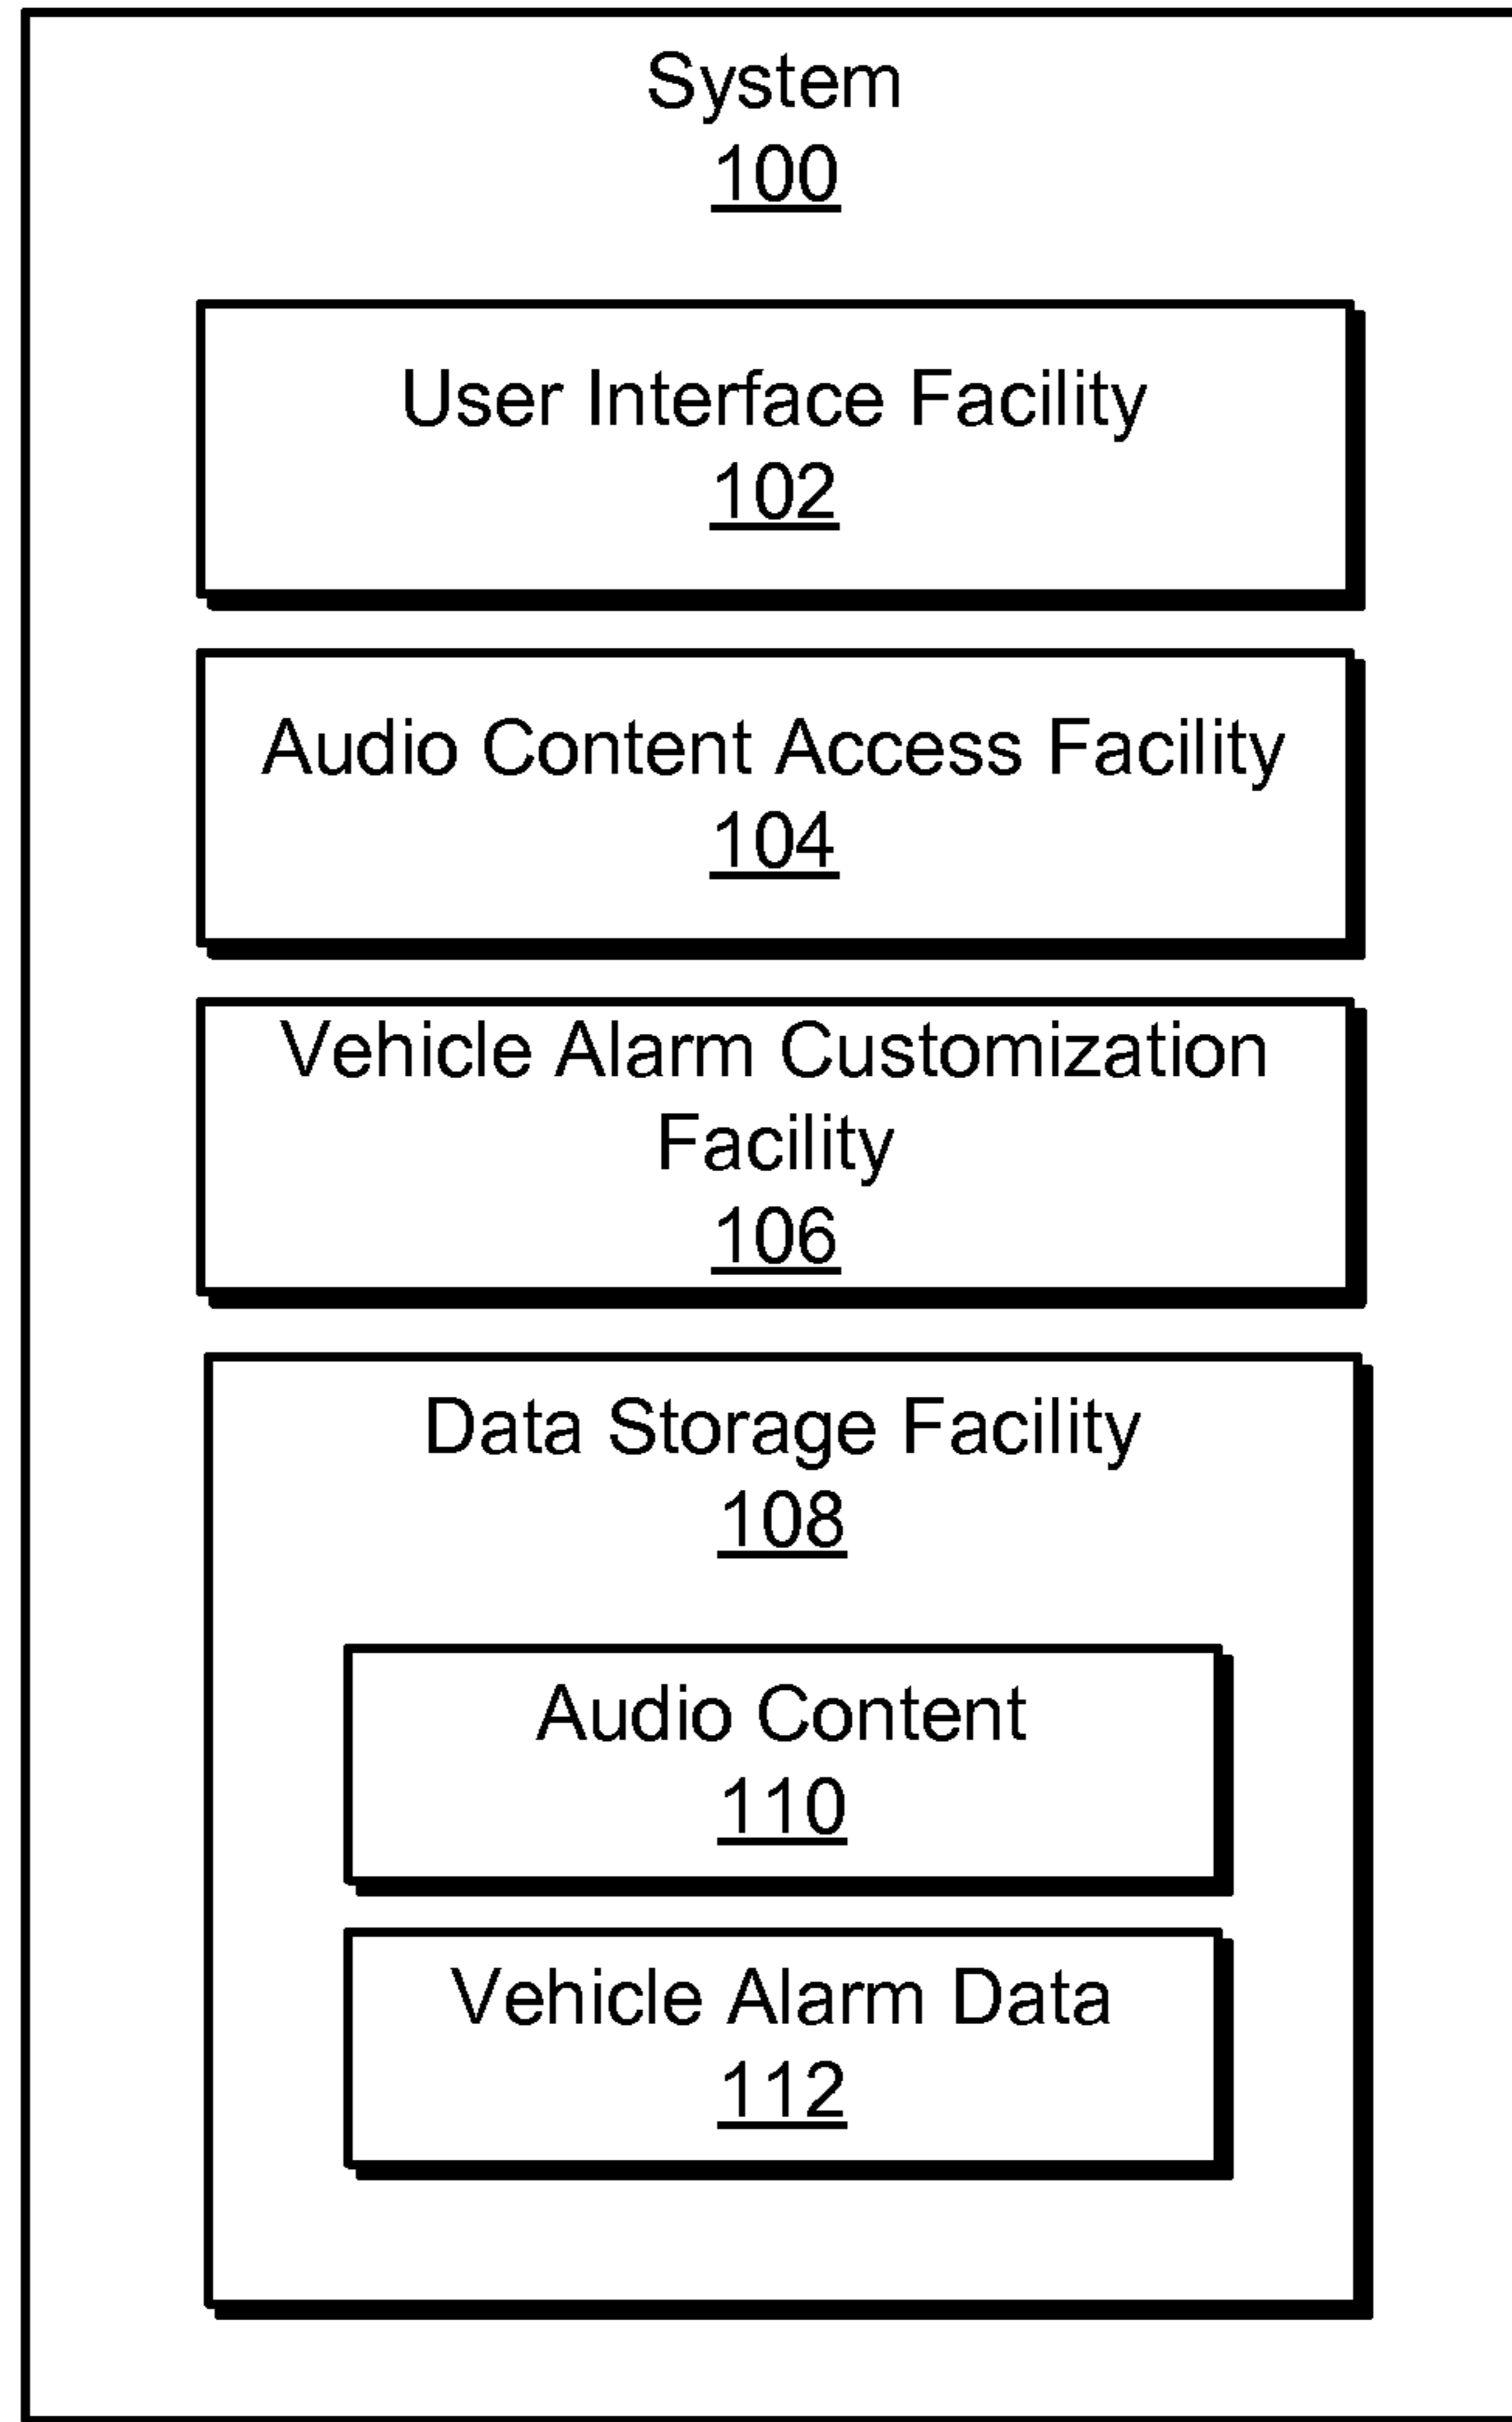 System
100
User Interface Facility
102
Audio Content Access Facility
104
Vehicle Alarm Customization
Facility
106
Data Storage Facility
108
Audio Content
110
Vehicle Alarm Data
112